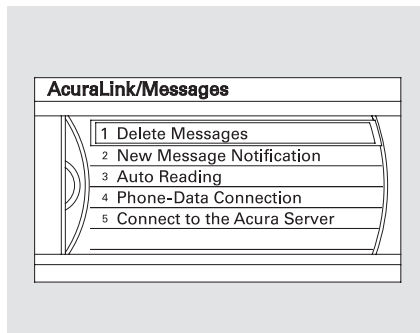 AcuraLink/Messages
1 Delete Messages
2 New Message Notification
3 Auto Reading
4 Phone-Data Connection
5 Connect to the Acura Server